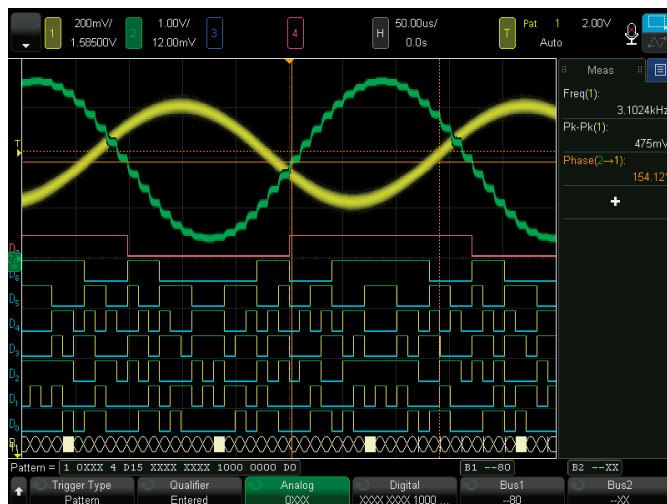 1 200mV/ 1.58500V 2 1.00V/ 12.00mV 3 4 H 50.00us/ 0.0s T Pat 1 2.00V Auto
Meas
Freq(1):
3.1024kHz
Pk-Pk(1):
475mV
Phase(2→1):
154.12°
+
T
D7
D6
D5
D4
D3
D2
D1
D0
Pattern = 1 0XXX 4 D15 XXXX XXXX 1000 0000 D0 B1 --80 B2 --XX
Trigger Type Qualifier Analog Digital Bus1 Bus2
Pattern Entered 0XXX XXXX XXXX 1000 ... --80 --XX